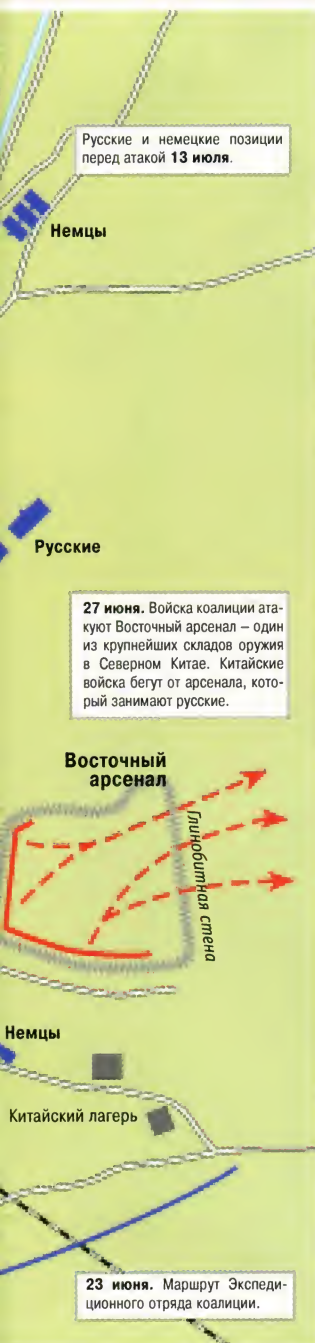 Русские и немецкие позиции
перед атакой 13 июля.
Немцы
Русские
27 июня. Войска коалиции ата-
куют Восточный арсенал – один
из крупнейших складов оружия
в Северном Китае. Китайские
войска бегут от арсенала, кото-
рый занимают русские.
Восточный
арсенал
Глинобитная стена
Немцы
Китайский лагерь
23 июня. Маршрут Экспеди-
ционного отряда коалиции.